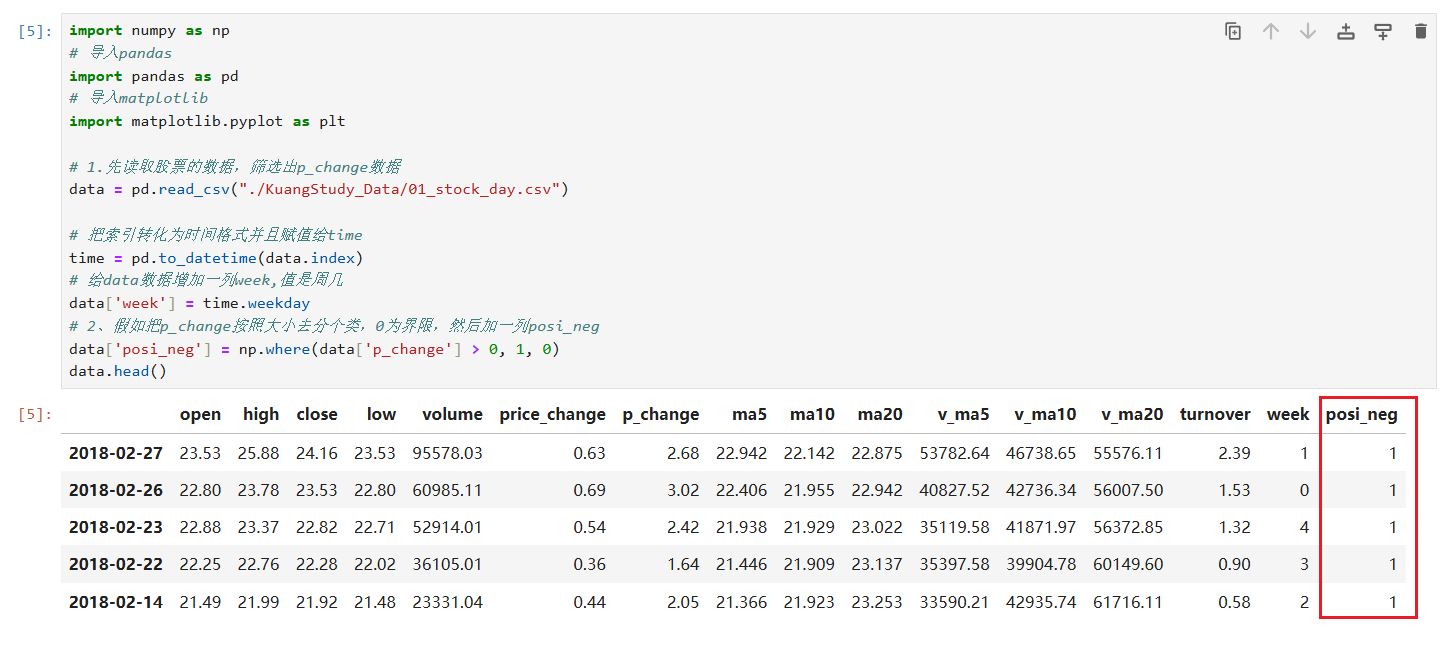 [5]:
import numpy as np
# 导入pandas
import pandas as pd
# 导入matplotlib
import matplotlib.pyplot as plt
# 1.先读取股票的数据，筛选出p_change数据
data = pd.read_csv("./KuangStudy_Data/01_stock_day.csv")
# 把索引转化为时间格式并且赋值给time
time = pd.to_datetime(data.index)
# 给data数据增加一列week,值是周几
data['week'] = time.weekday
# 2、假如把p_change按照大小去分个类，0为界限，然后加一列posi_neg
data['posi_neg'] = np.where(data['p_change'] > 0, 1, 0)
data.head()
[5]:
open high close low volume price_change p_change ma5 ma10 ma20 v_ma5 v_ma10 v_ma20 turnover week posi_neg
2018-02-27 23.53 25.88 24.16 23.53 95578.03 0.63 2.68 22.942 22.142 22.875 53782.64 46738.65 55576.11 2.39 1 1
2018-02-26 22.80 23.78 23.53 22.80 60985.11 0.69 3.02 22.406 21.955 22.942 40827.52 42736.34 56007.50 1.53 0 1
2018-02-23 22.88 23.37 22.82 22.71 52914.01 0.54 2.42 21.938 21.929 23.022 35119.58 41871.97 56372.85 1.32 4 1
2018-02-22 22.25 22.76 22.28 22.02 36105.01 0.36 1.64 21.446 21.909 23.137 35397.58 39904.78 60149.60 0.90 3 1
2018-02-14 21.49 21.99 21.92 21.48 23331.04 0.44 2.05 21.366 21.923 23.253 33590.21 42935.74 61716.11 0.58 2 1